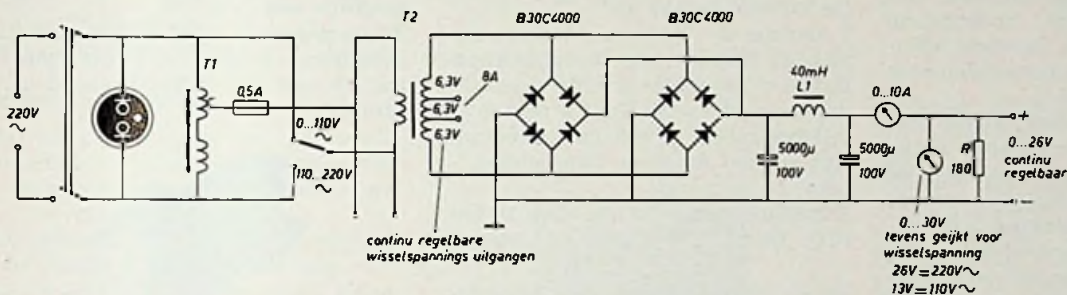 220V
~
T1
0,5A
0...110V
~
110...220V
~
T2
6,3V
6,3V
6,3V
8A
continu regelbare
wisselspannings uitgangen
B30C4000
B30C4000
40mH
L1
5000µ
100V
5000µ
100V
0...10A
R
180
+
0...26V
continu
regelbaar
-
0...30V
tevens geijkt voor
wisselspanning
26V=220V~
13V=110V~